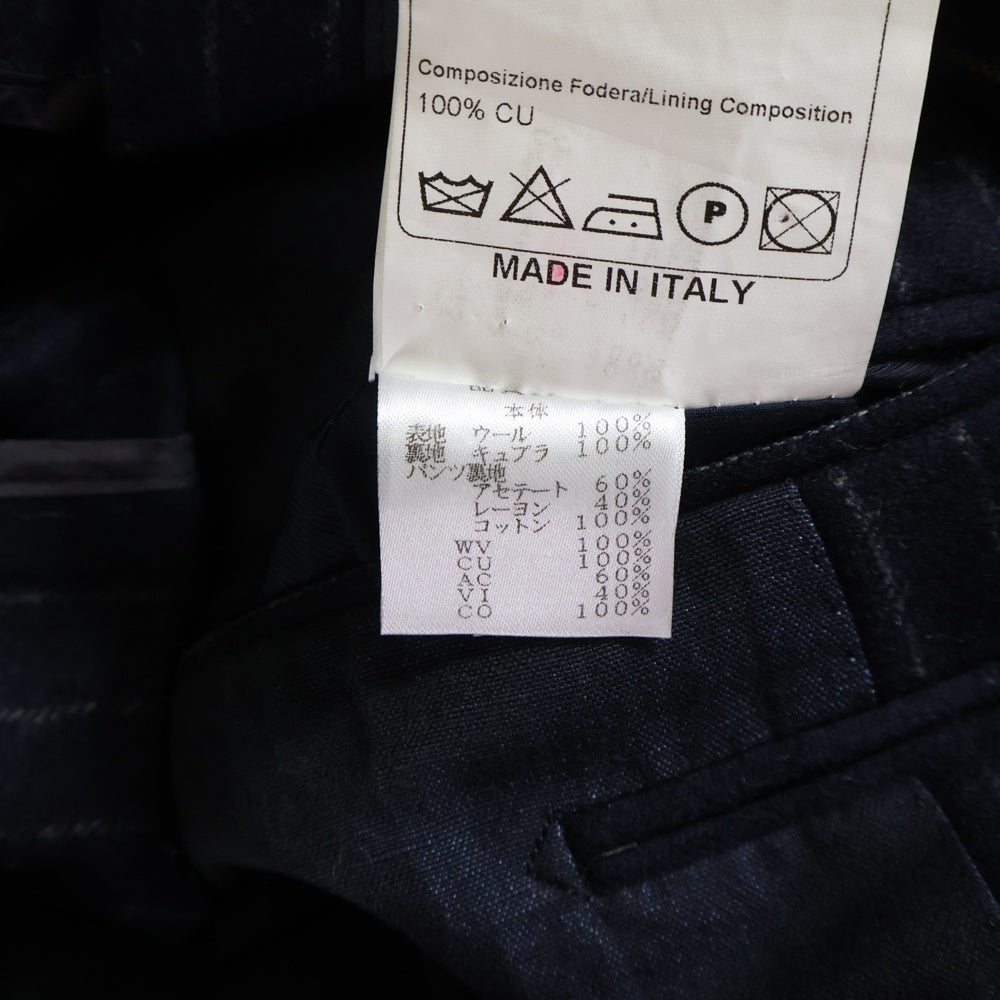 Composizione Fodera/Lining Composition
100% CU
P
MADE IN ITALY
本体
表地 ウール 100%
裏地 キュプラ 100%
パンツ裏地
アセテート 60%
レーヨン 40%
コットン 100%
WV 100%
CU 100%
AC 60%
VI 40%
CO 100%